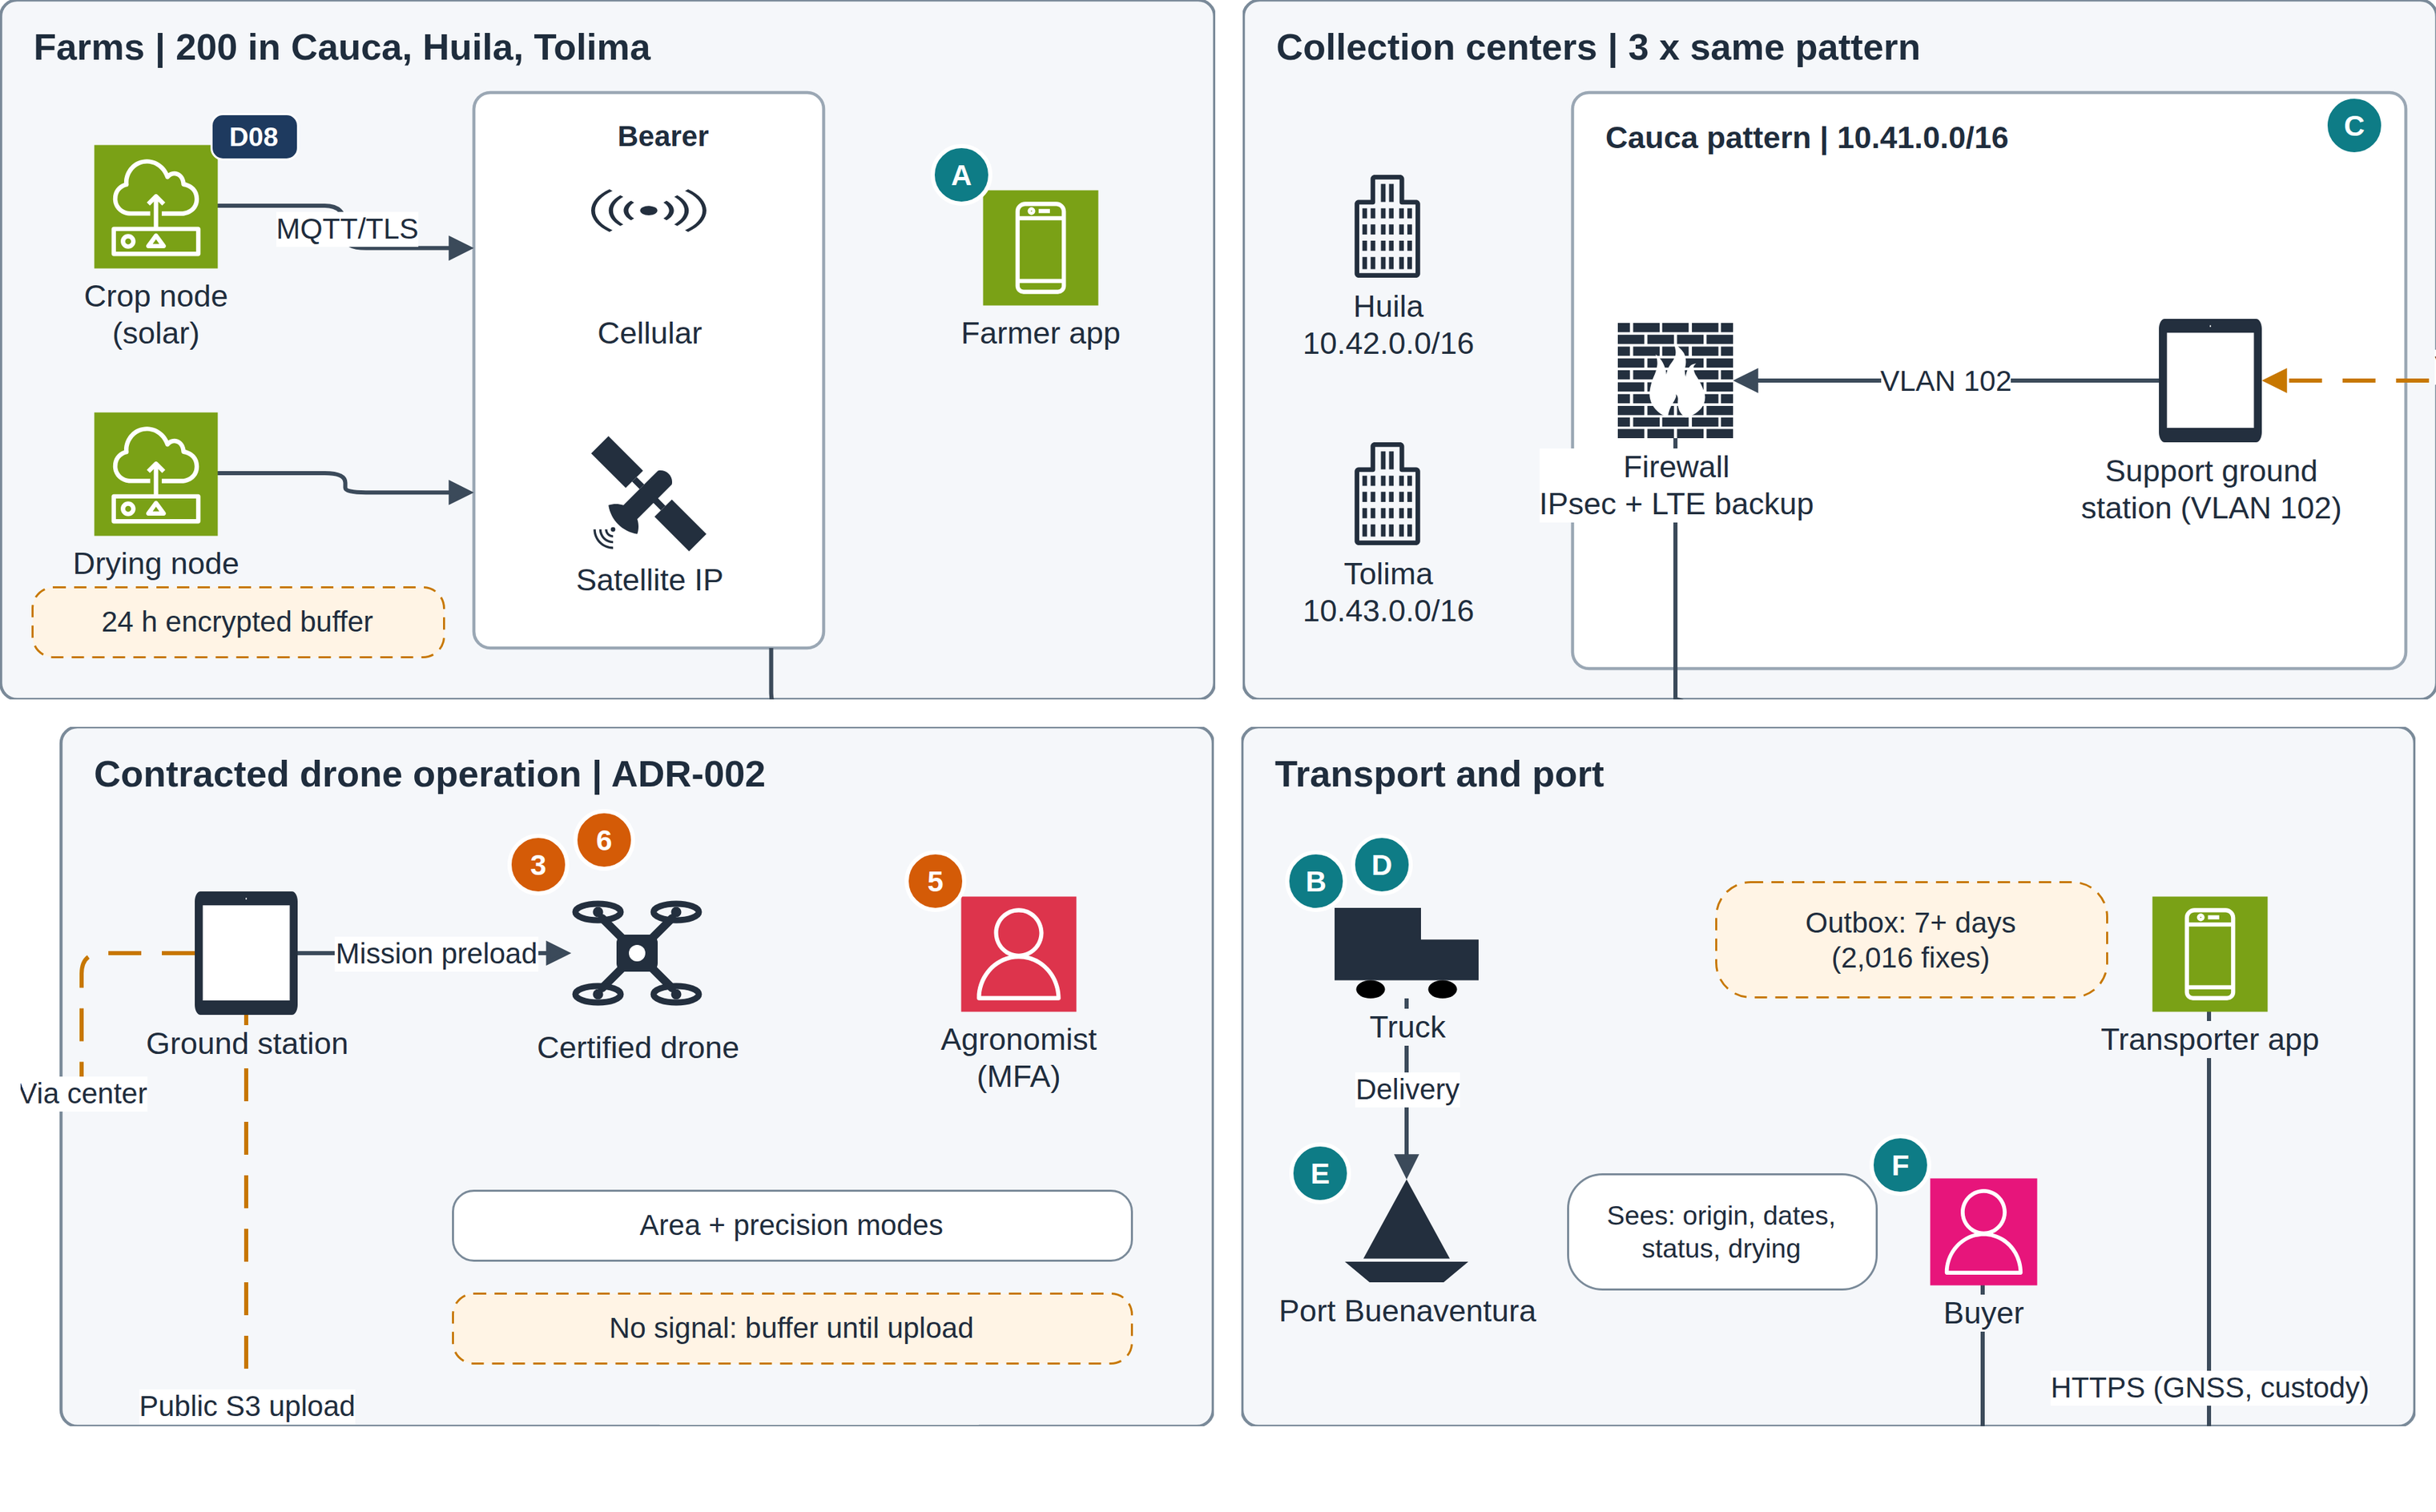 Farms | 200 in Cauca, Huila, Tolima
D08
MQTT/TLS
Crop node
(solar)
Drying node
24 h encrypted buffer
Bearer
Cellular
Satellite IP
A
Farmer app
Collection centers | 3 x same pattern
Huila
10.42.0.0/16
Tolima
10.43.0.0/16
Cauca pattern | 10.41.0.0/16
C
Firewall
IPsec + LTE backup
VLAN 102
Support ground
station (VLAN 102)
Contracted drone operation | ADR-002
3
6
5
Mission preload
Ground station
Certified drone
Agronomist
(MFA)
Via center
Area + precision modes
No signal: buffer until upload
Public S3 upload
Transport and port
B
D
Truck
Delivery
E
Port Buenaventura
Outbox: 7+ days
(2,016 fixes)
Transporter app
Sees: origin, dates,
status, drying
F
Buyer
HTTPS (GNSS, custody)